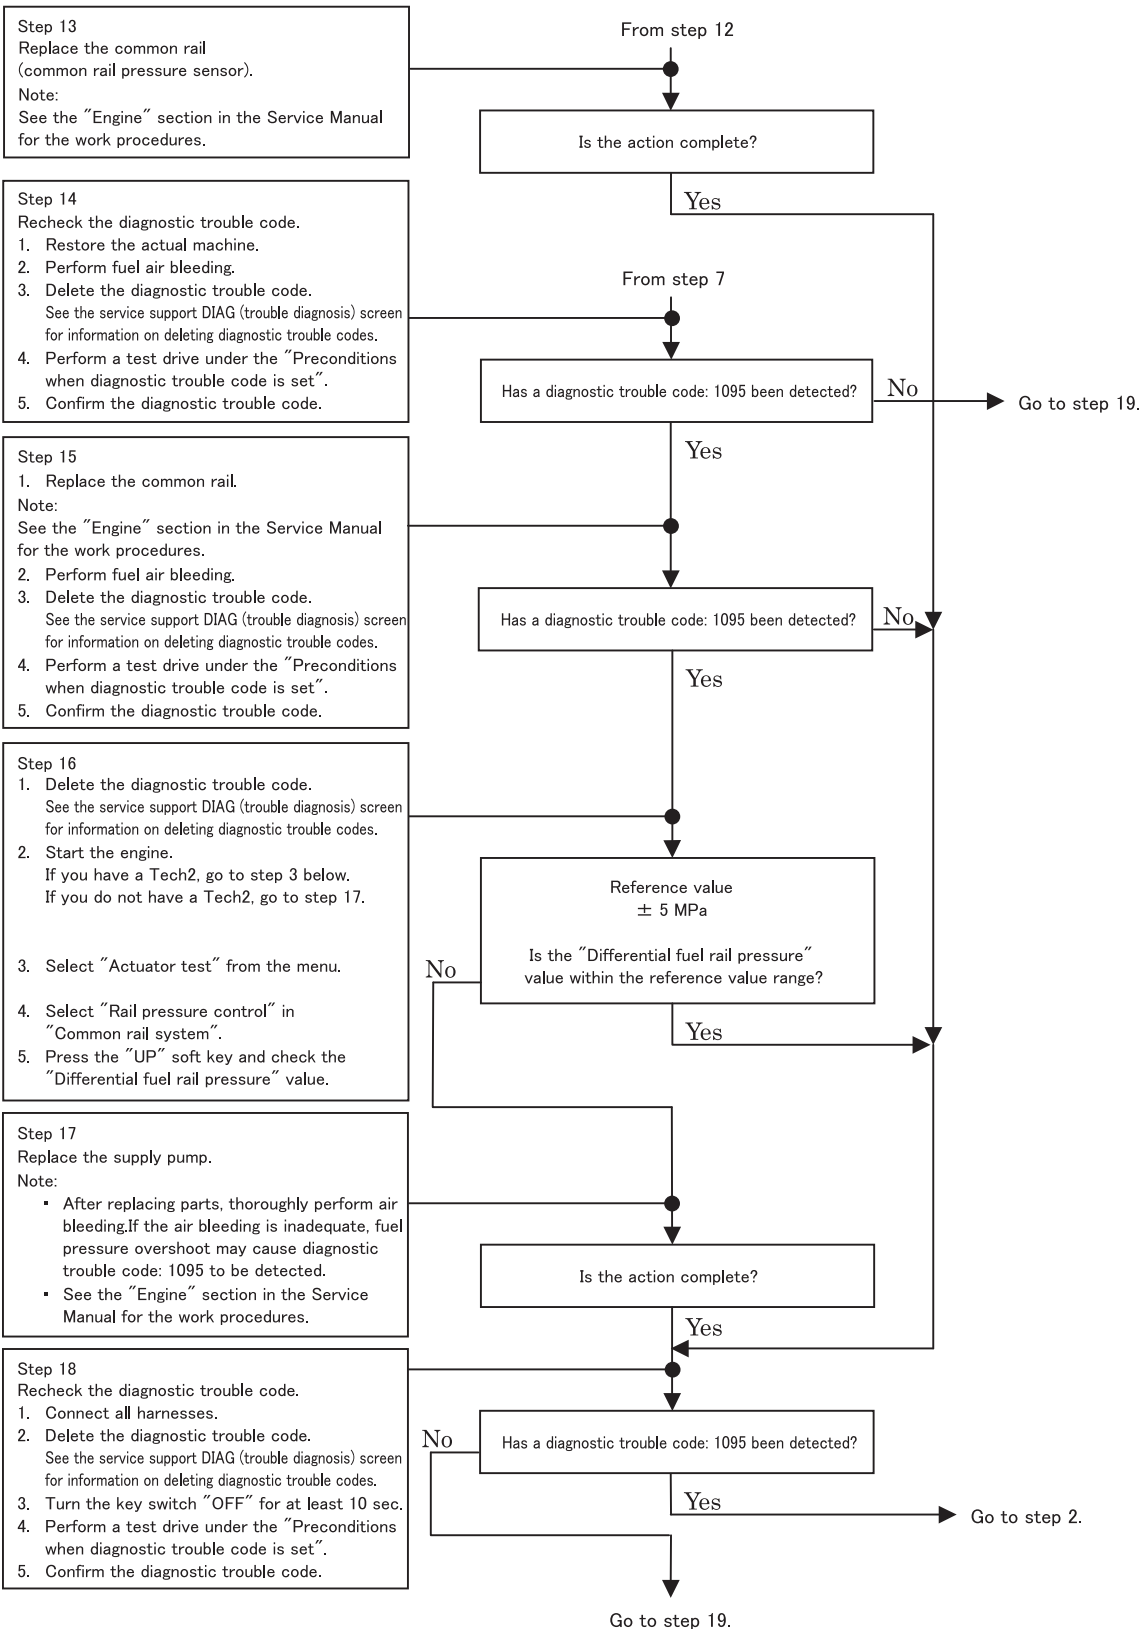 Step 13
Replace the common rail
(common rail pressure sensor).
Note:
See the "Engine" section in the Service Manual
for the work procedures.
From step 12
Is the action complete?
Yes
Step 14
Recheck the diagnostic trouble code.
1. Restore the actual machine.
2. Perform fuel air bleeding.
3. Delete the diagnostic trouble code.
See the service support DIAG (trouble diagnosis) screen
for information on deleting diagnostic trouble codes.
4. Perform a test drive under the "Preconditions
when diagnostic trouble code is set".
5. Confirm the diagnostic trouble code.
From step 7
Has a diagnostic trouble code: 1095 been detected?
No
Go to step 19.
Yes
Step 15
1. Replace the common rail.
Note:
See the "Engine" section in the Service Manual
for the work procedures.
2. Perform fuel air bleeding.
3. Delete the diagnostic trouble code.
See the service support DIAG (trouble diagnosis) screen
for information on deleting diagnostic trouble codes.
4. Perform a test drive under the "Preconditions
when diagnostic trouble code is set".
5. Confirm the diagnostic trouble code.
Has a diagnostic trouble code: 1095 been detected?
No
Yes
Step 16
1. Delete the diagnostic trouble code.
See the service support DIAG (trouble diagnosis) screen
for information on deleting diagnostic trouble codes.
2. Start the engine.
If you have a Tech2, go to step 3 below.
If you do not have a Tech2, go to step 17.
3. Select "Actuator test" from the menu.
4. Select "Rail pressure control" in
"Common rail system".
5. Press the "UP" soft key and check the
"Differential fuel rail pressure" value.
Reference value
± 5 MPa
Is the "Differential fuel rail pressure"
value within the reference value range?
No
Yes
Step 17
Replace the supply pump.
Note:
▪ After replacing parts, thoroughly perform air
bleeding.If the air bleeding is inadequate, fuel
pressure overshoot may cause diagnostic
trouble code: 1095 to be detected.
▪ See the "Engine" section in the Service
Manual for the work procedures.
Is the action complete?
Yes
Step 18
Recheck the diagnostic trouble code.
1. Connect all harnesses.
2. Delete the diagnostic trouble code.
See the service support DIAG (trouble diagnosis) screen
for information on deleting diagnostic trouble codes.
3. Turn the key switch "OFF" for at least 10 sec.
4. Perform a test drive under the "Preconditions
when diagnostic trouble code is set".
5. Confirm the diagnostic trouble code.
Has a diagnostic trouble code: 1095 been detected?
No
Yes
Go to step 2.
Go to step 19.